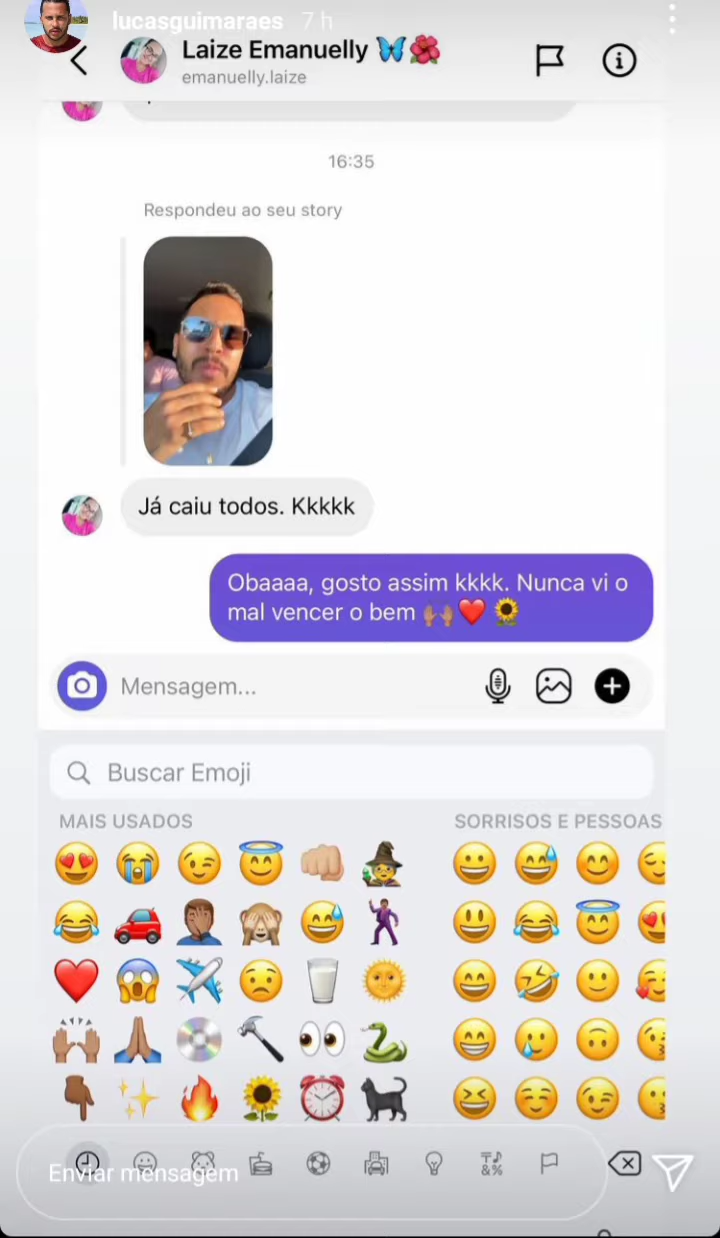 lucasguimaraes 7 h
Laize Emanuelly
emanuelly.laize
16:35
Respondeu ao seu story
Já caiu todos. Kkkkk
Obaaaa, gosto assim kkkk. Nunca vi o
mal vencer o bem 🙌🏽❤️🌻
Mensagem...
Buscar Emoji
MAIS USADOS
SORRISOS E PESSOAS
Enviar mensagem